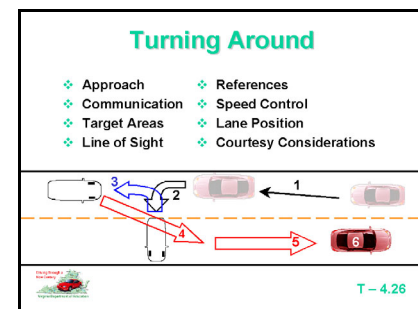 Turning Around
Approach
Communication
Target Areas
Line of Sight
References
Speed Control
Lane Position
Courtesy Considerations
3
2
1
4
5
6
T – 4.26